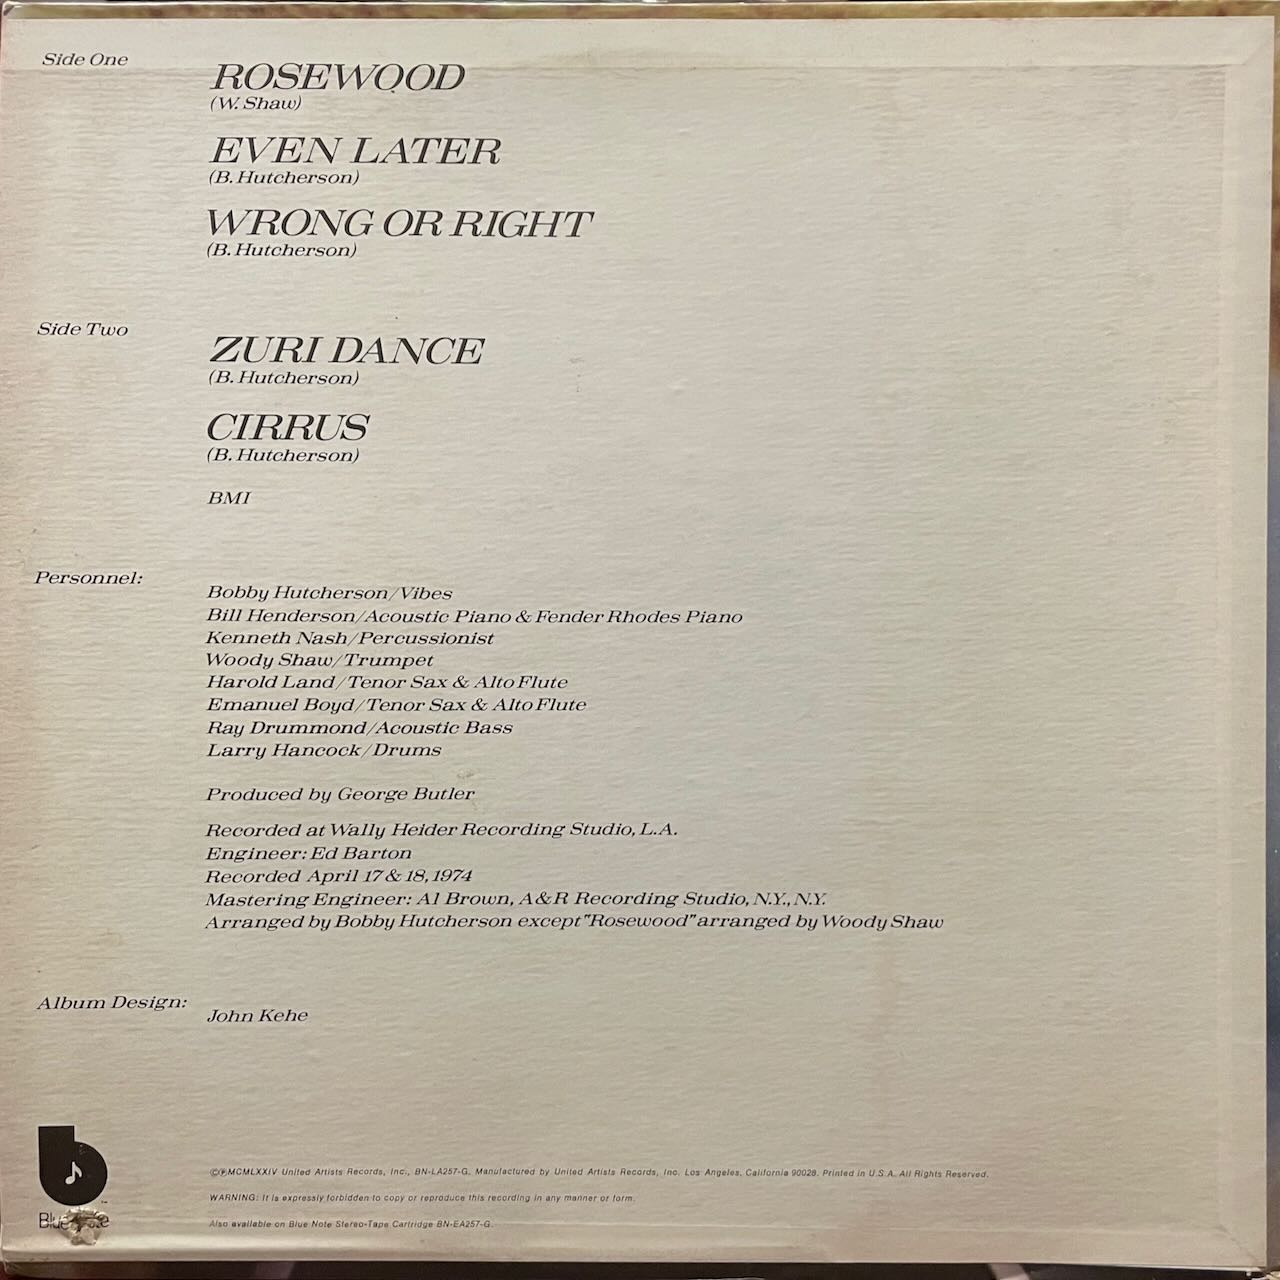 Side One
ROSEWOOD
(W. Shaw)
EVEN LATER
(B. Hutcherson)
WRONG OR RIGHT
(B. Hutcherson)
Side Two
ZURI DANCE
(B. Hutcherson)
CIRRUS
(B. Hutcherson)
BMI
Personnel:
Bobby Hutcherson/Vibes
Bill Henderson/Acoustic Piano & Fender Rhodes Piano
Kenneth Nash/Percussionist
Woody Shaw/Trumpet
Harold Land/Tenor Sax & Alto Flute
Emanuel Boyd/Tenor Sax & Alto Flute
Ray Drummond/Acoustic Bass
Larry Hancock/Drums
Produced by George Butler
Recorded at Wally Heider Recording Studio, L.A.
Engineer: Ed Barton
Recorded April 17 & 18, 1974
Mastering Engineer: Al Brown, A&R Recording Studio, N.Y., N.Y.
Arranged by Bobby Hutcherson except "Rosewood" arranged by Woody Shaw
Album Design:
John Kehe
b
©℗MCMLXXIV United Artists Records, Inc., BN-LA257-G. Manufactured by United Artists Records, Inc. Los Angeles, California 90028. Printed in U.S.A. All Rights Reserved.
WARNING: It is expressly forbidden to copy or reproduce this recording in any manner or form.
Blue
Also available on Blue Note Stereo-Tape Cartridge BN-EA257-G.